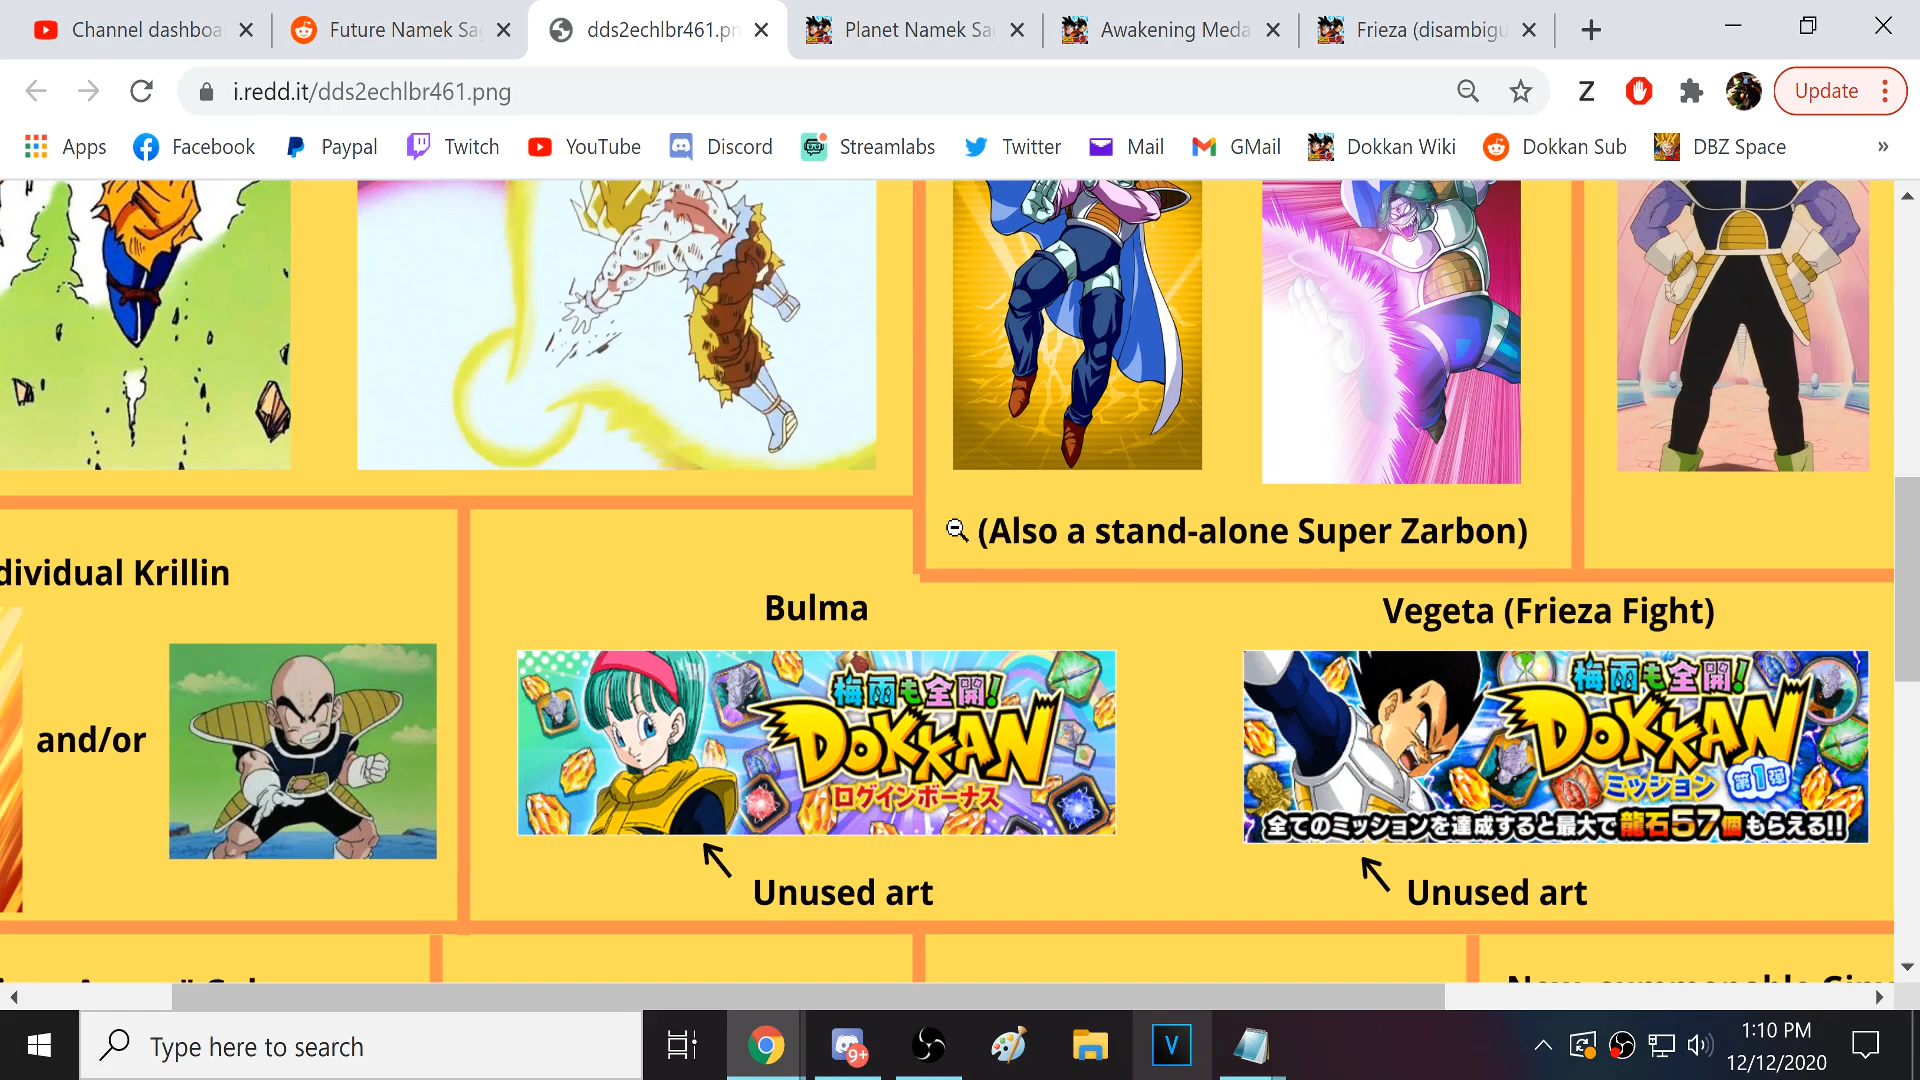 Channel dashboa
Future Namek Sa
dds2echlbr461.pn
Planet Namek Sa
Awakening Meda
Frieza (disambigu
i.redd.it/dds2echlbr461.png
Z
Update
Apps
Facebook
Paypal
Twitch
YouTube
Discord
Streamlabs
Twitter
Mail
GMail
Dokkan Wiki
Dokkan Sub
DBZ Space
»
(Also a stand-alone Super Zarbon)
dividual Krillin
Bulma
Vegeta (Frieza Fight)
and/or
梅雨も全開!
DOKKAN
ログインボーナス
梅雨も全開!
DOKKAN
ミッション 第1弾
全てのミッションを達成すると最大で龍石57個もらえる!!
Unused art
Unused art
Type here to search
9+
V
1:10 PM
12/12/2020